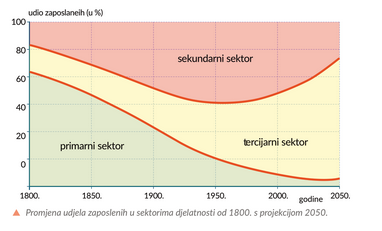 udio zaposlaneih (u %)
100
80
60
40
20
0
sekundarni sektor
tercijarni sektor
primarni sektor
1800. 1850. 1900. 1950. 2000. 2050.
godine
Promjena udjela zaposlenih u sektorima djelatnosti od 1800. s projekcijom 2050.